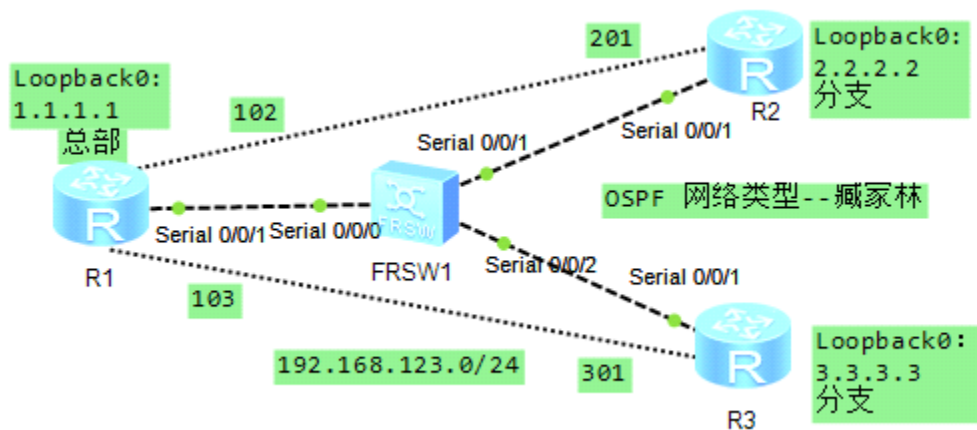 201
Loopback0:
2.2.2.2
分支
Loopback0:
1.1.1.1
总部
102
R
R2
Serial 0/0/1
Serial 0/0/1
OSPF 网络类型--臧家林
R
Serial 0/0/1
Serial 0/0/0
FRSW
R1
FRSW1
Serial 0/0/2
Serial 0/0/1
103
192.168.123.0/24
301
R
Loopback0:
3.3.3.3
分支
R3